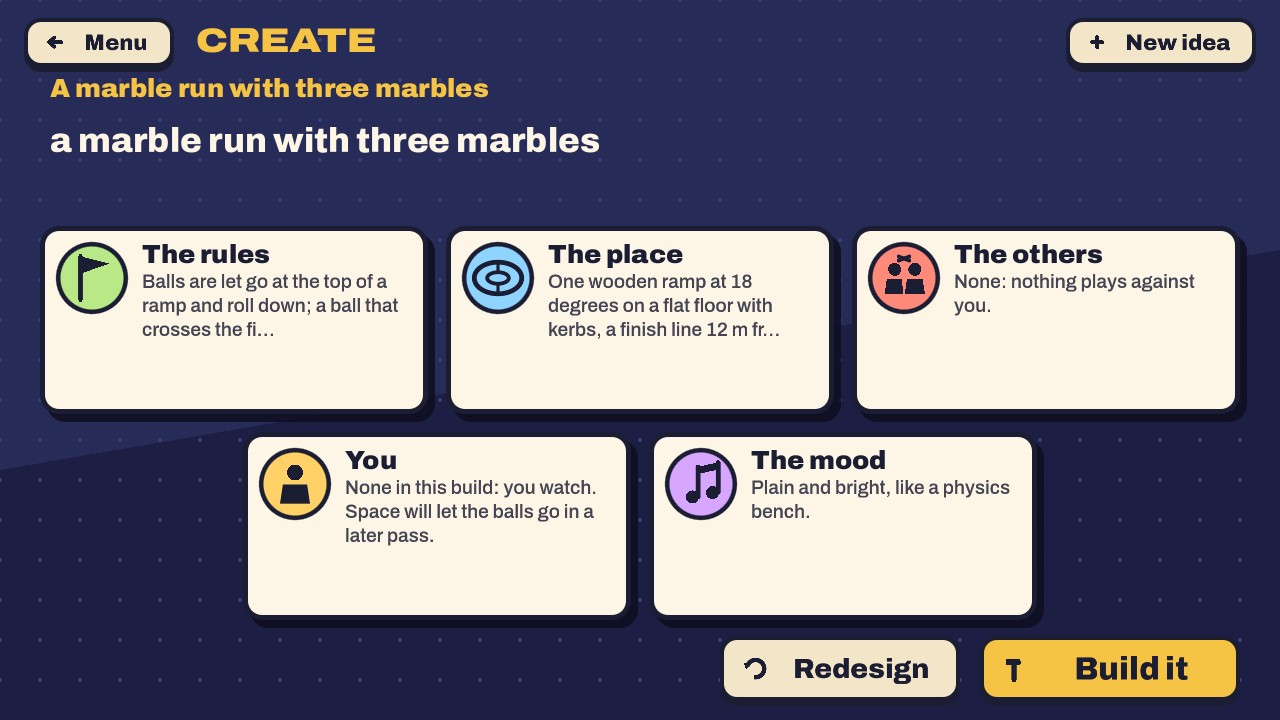 Menu
CREATE
New idea
A marble run with three marbles
a marble run with three marbles
The rules
Balls are let go at the top of a
ramp and roll down; a ball that
crosses the fi...
The place
One wooden ramp at 18
degrees on a flat floor with
kerbs, a finish line 12 m fr...
The others
None: nothing plays against
you.
You
None in this build: you watch.
Space will let the balls go in a
later pass.
The mood
Plain and bright, like a physics
bench.
Redesign
Build it